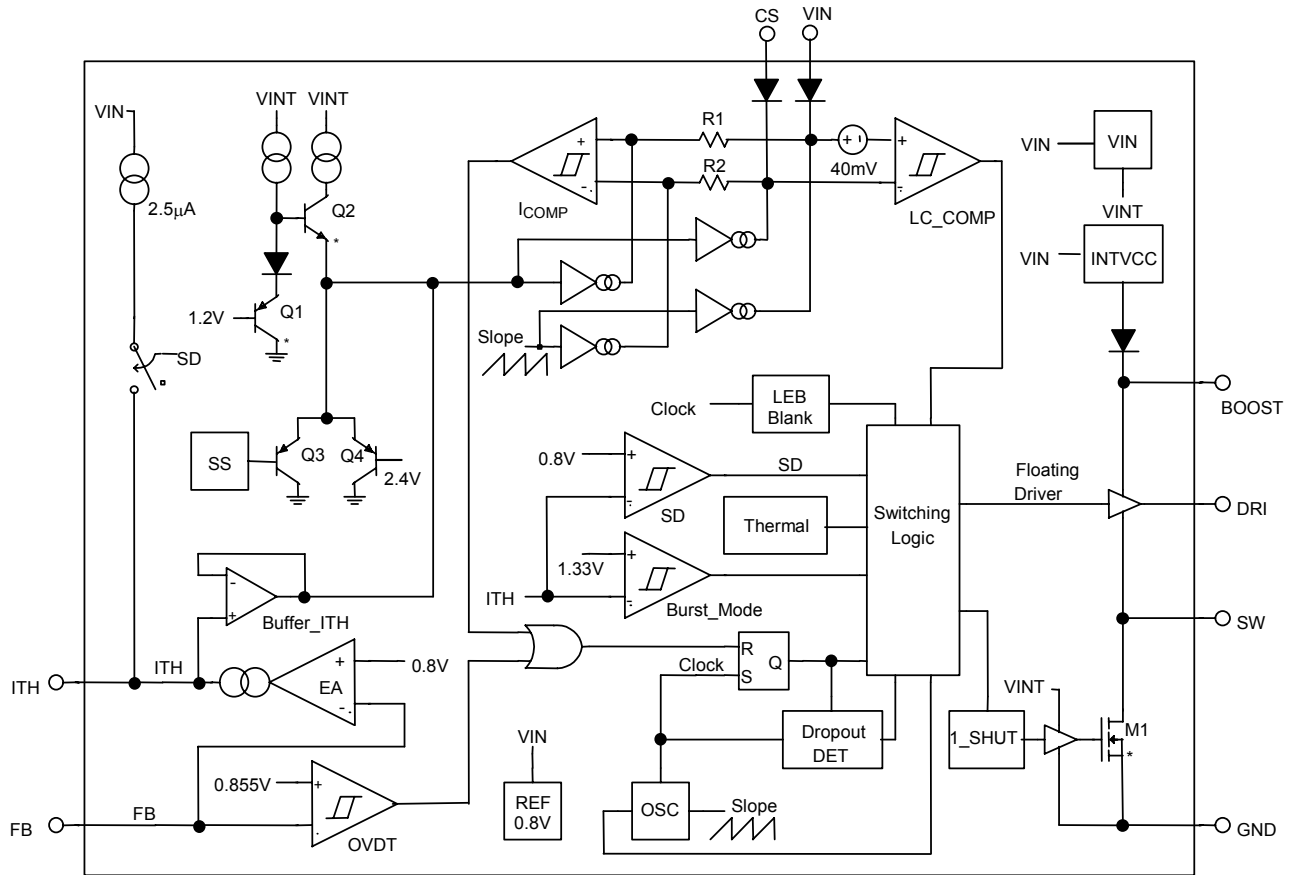 CS
VIN
VIN
VINT
VINT
2.5µA
Q2
*
Q1
1.2V
*
SD
SS
Q3
Q4
2.4V
+
-
ICOMP
R1
R2
+
-
40mV
+
-
LC_COMP
Slope
VIN
VIN
VINT
VIN
INTVCC
BOOST
Clock
LEB
Blank
0.8V
+
-
SD
SD
Thermal
1.33V
+
-
ITH
Burst_Mode
Switching
Logic
Floating
Driver
DRI
SW
-
+
Buffer_ITH
ITH
ITH
EA
+
-
0.8V
Clock
R
S
Q
Dropout
DET
VINT
1_SHUT
M1
*
VIN
REF
0.8V
0.855V
+
-
OVDT
FB
FB
OSC
Slope
GND